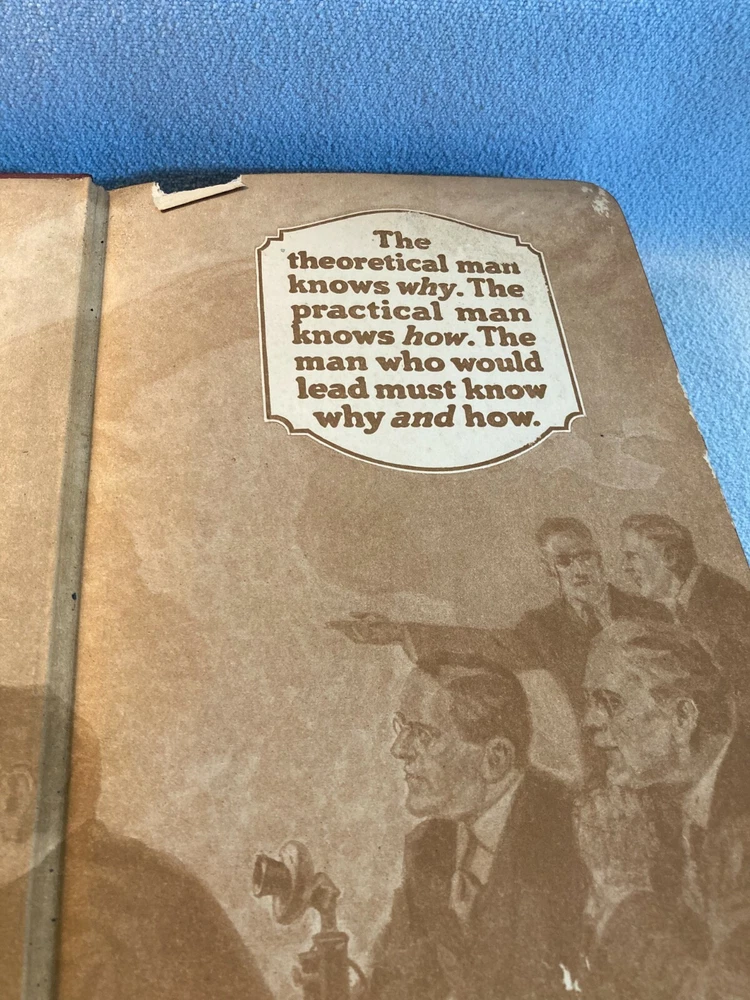 The
theoretical man
knows why. The
practical man
knows how. The
man who would
lead must know
why and how.